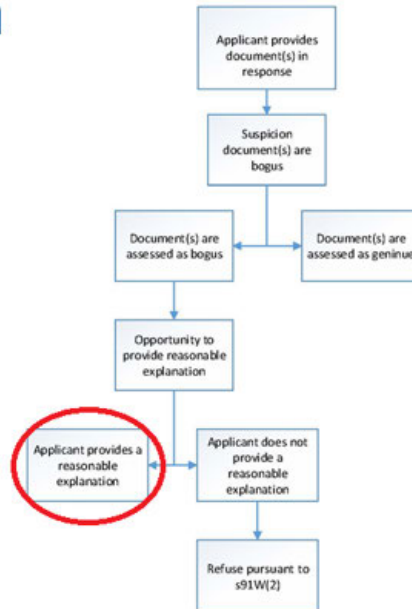 Applicant provides
document(s) in
response
Suspicion
document(s) are
bogus
Document(s) are
assessed as bogus
Document(s) are
assessed as geninue
Opportunity to
provide reasonable
explanation
Applicant provides a
reasonable
explanation
Applicant does not
provide a
reasonable
explanation
Refuse pursuant to
s91W(2)